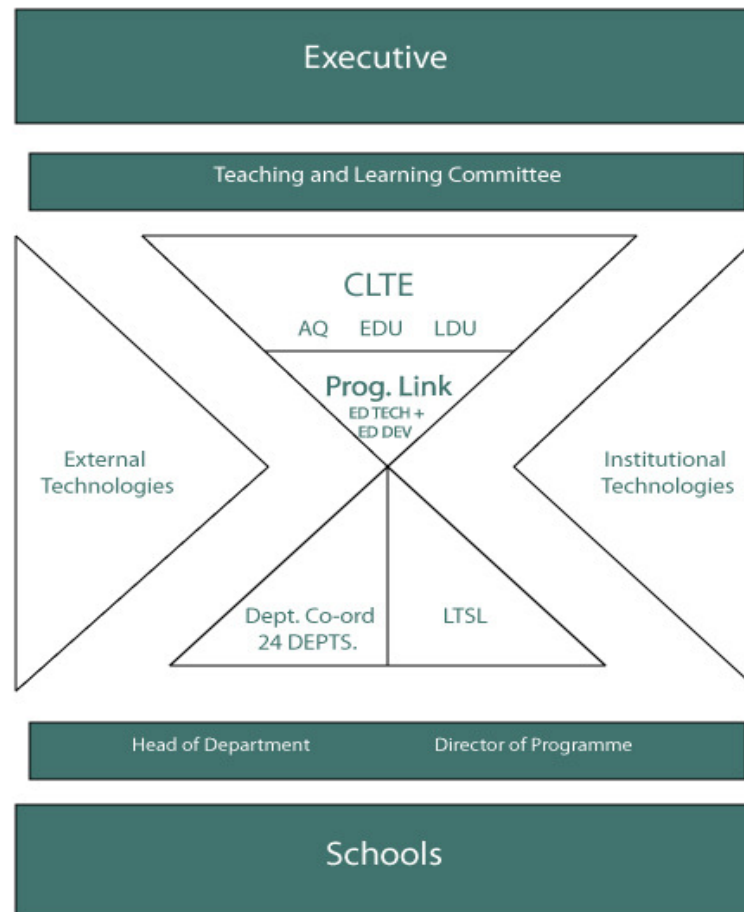 Executive
Teaching and Learning Committee
CLTE
AQ EDU LDU
Prog. Link
ED TECH +
ED DEV
External
Technologies
Institutional
Technologies
Dept. Co-ord
24 DEPTS.
LTSL
Head of Department
Director of Programme
Schools